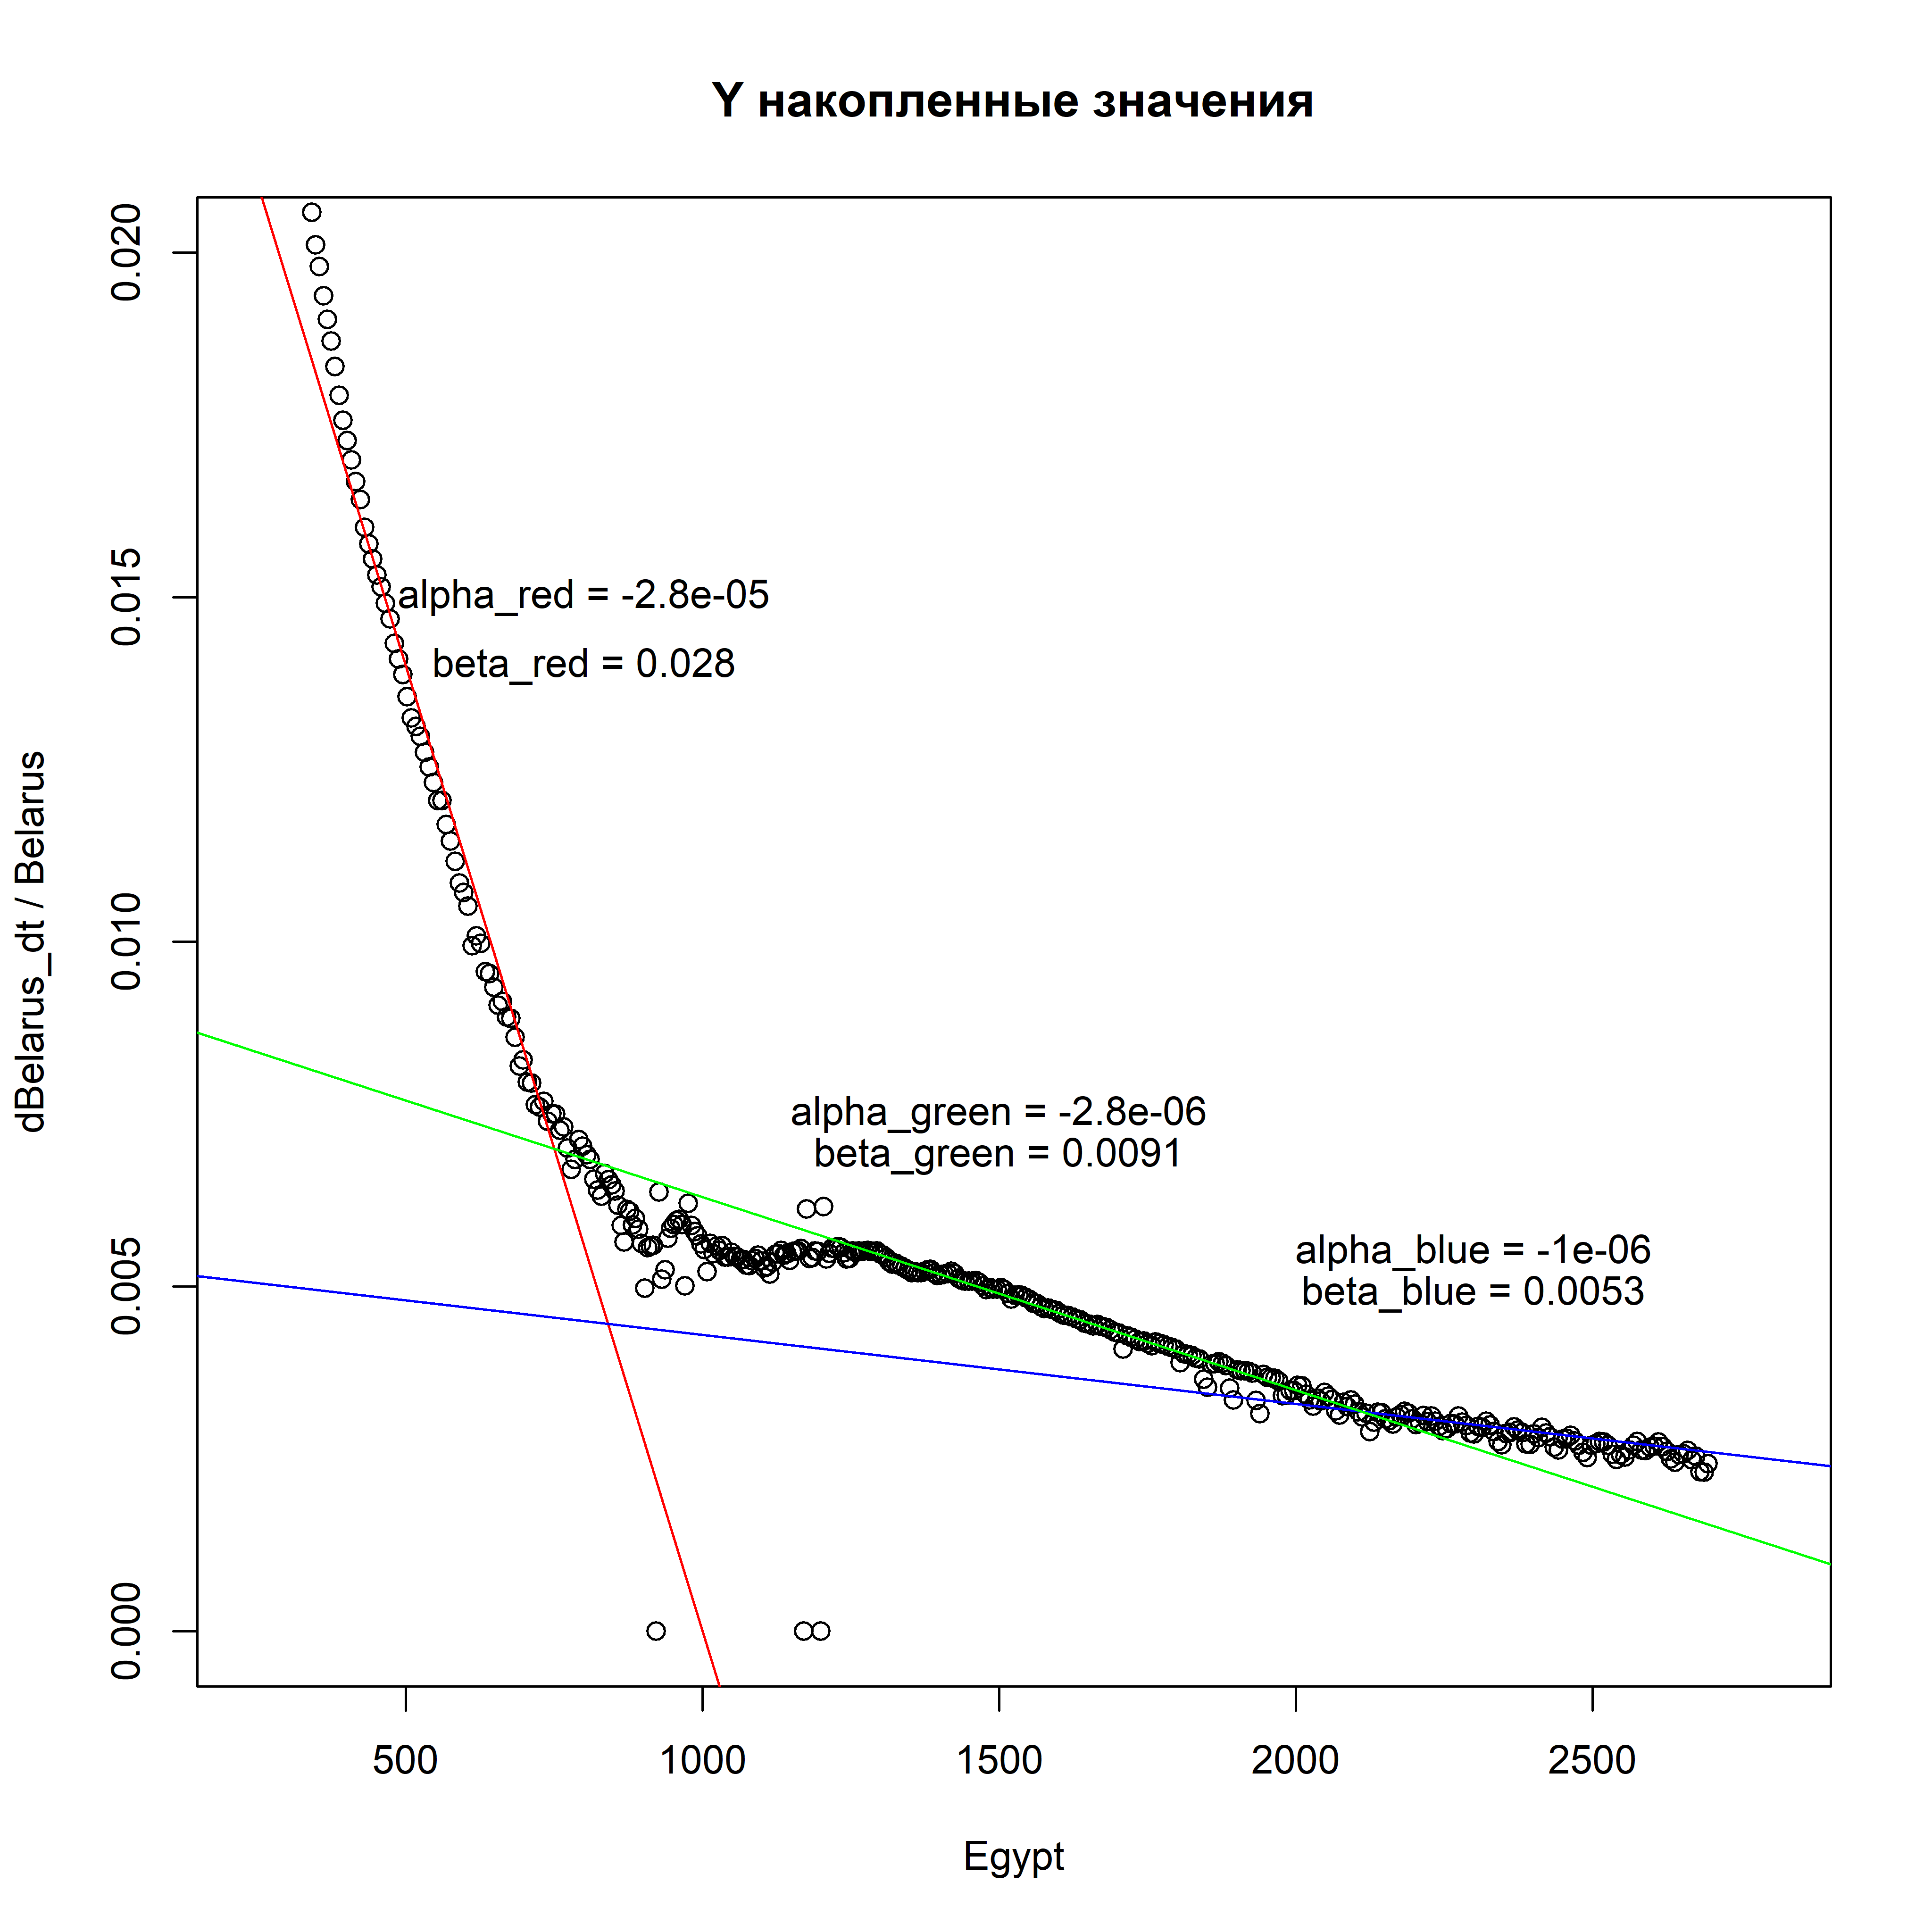 Y накопленные значения
dBelarus_dt / Belarus
0.020
0.015
0.010
0.005
0.000
alpha_red = -2.8e-05
beta_red = 0.028
alpha_green = -2.8e-06
beta_green = 0.0091
alpha_blue = -1e-06
beta_blue = 0.0053
500 1000 1500 2000 2500
Egypt